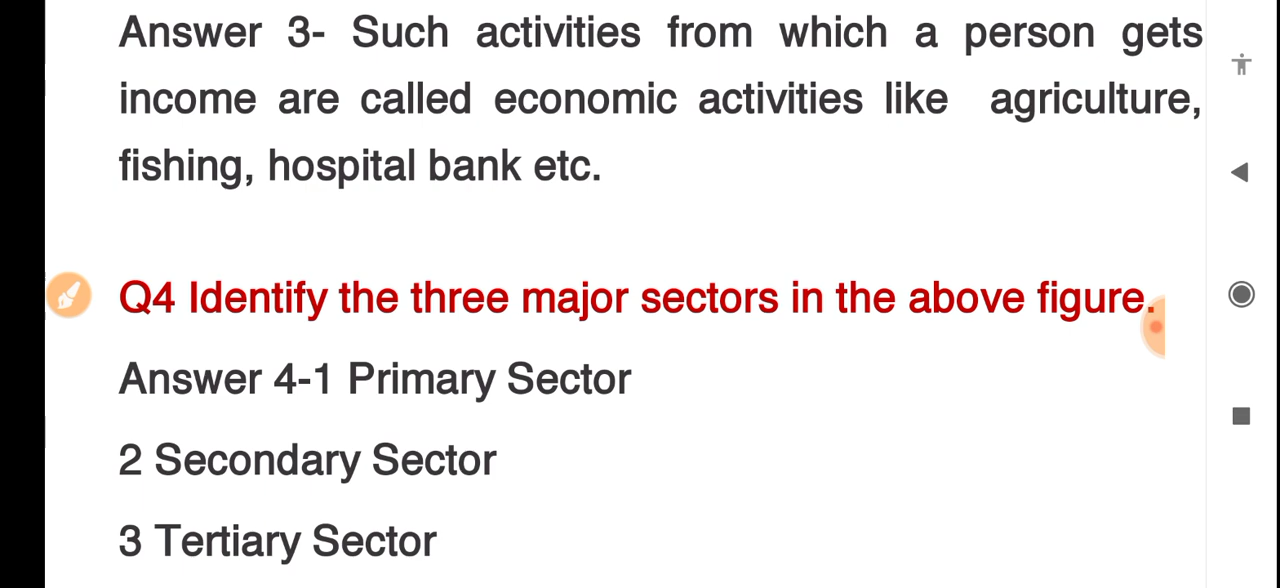 Answer 3- Such activities from which a person gets
income are called economic activities like agriculture,
fishing, hospital bank etc.
Q4 Identify the three major sectors in the above figure.
Answer 4-1 Primary Sector
2 Secondary Sector
3 Tertiary Sector